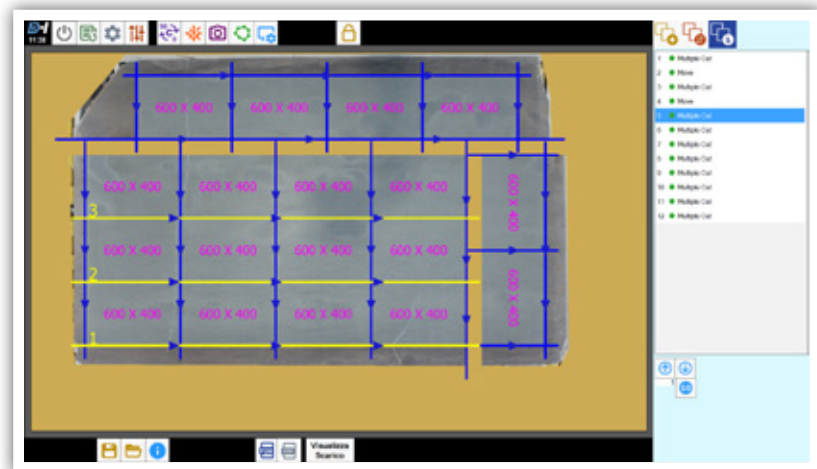 11:38
1 Multiple Cut
2 Move
3 Multiple Cut
4 Move
5 Multiple Cut
6 Multiple Cut
7 Multiple Cut
8 Multiple Cut
9 Multiple Cut
10 Multiple Cut
11 Multiple Cut
12 Multiple Cut
600 X 400 600 X 400 600 X 400 600 X 400
600 X 400 600 X 400 600 X 400 600 X 400 600 X 400
3
600 X 400 600 X 400 600 X 400 600 X 400
2
600 X 400 600 X 400 600 X 400 600 X 400 600 X 400
1
Visualizza
Scarico